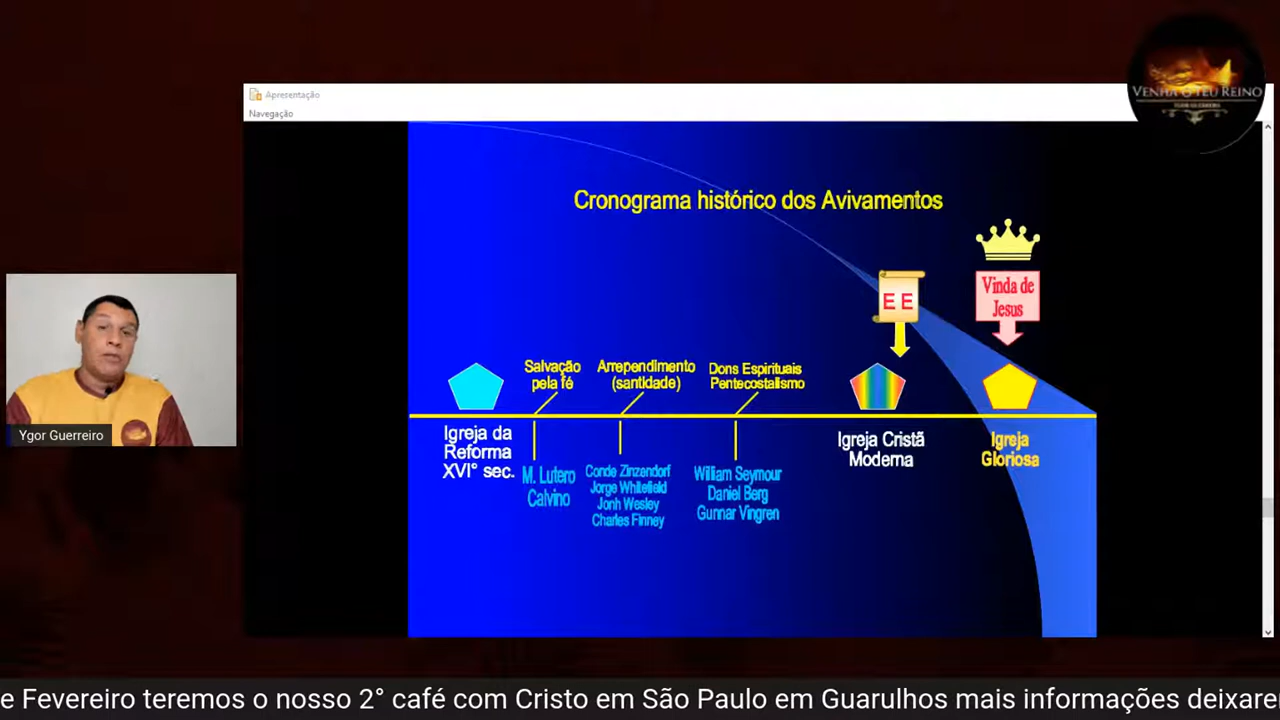 Apresentação
Navegação
VENHA O TEU REINO
Cronograma histórico dos Avivamentos
E E
Vinda de
Jesus
Salvação
pela fé
Arrependimento
(santidade)
Dons Espirituais
Pentecostalismo
Igreja da
Reforma
XVI° sec.
M. Lutero
Calvino
Conde Zinzendorf
Jorge Whitefield
Jonh Wesley
Charles Finney
William Seymour
Daniel Berg
Gunnar Vingren
Igreja Cristã
Moderna
Igreja
Gloriosa
Ygor Guerreiro
e Fevereiro teremos o nosso 2° café com Cristo em São Paulo em Guarulhos mais informações deixare